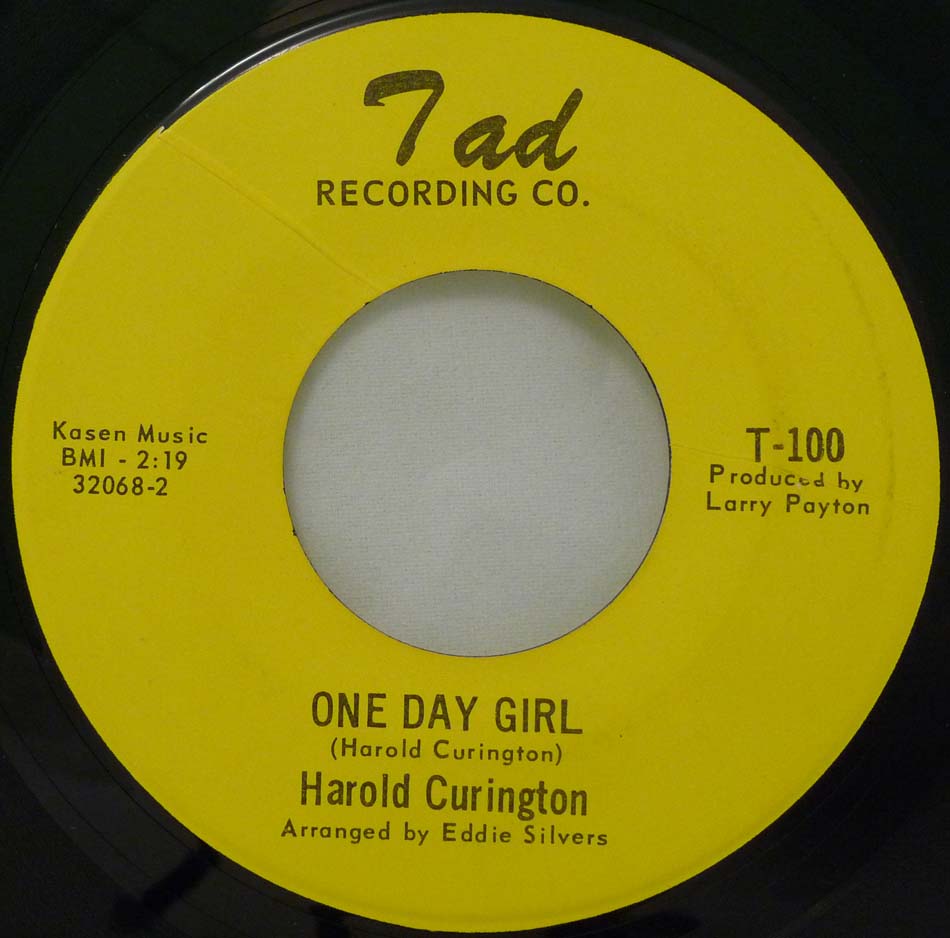 Tad
RECORDING CO.
Kasen Music
BMI - 2:19
32068-2
T-100
Produced by
Larry Payton
ONE DAY GIRL
(Harold Curington)
Harold Curington
Arranged by Eddie Silvers